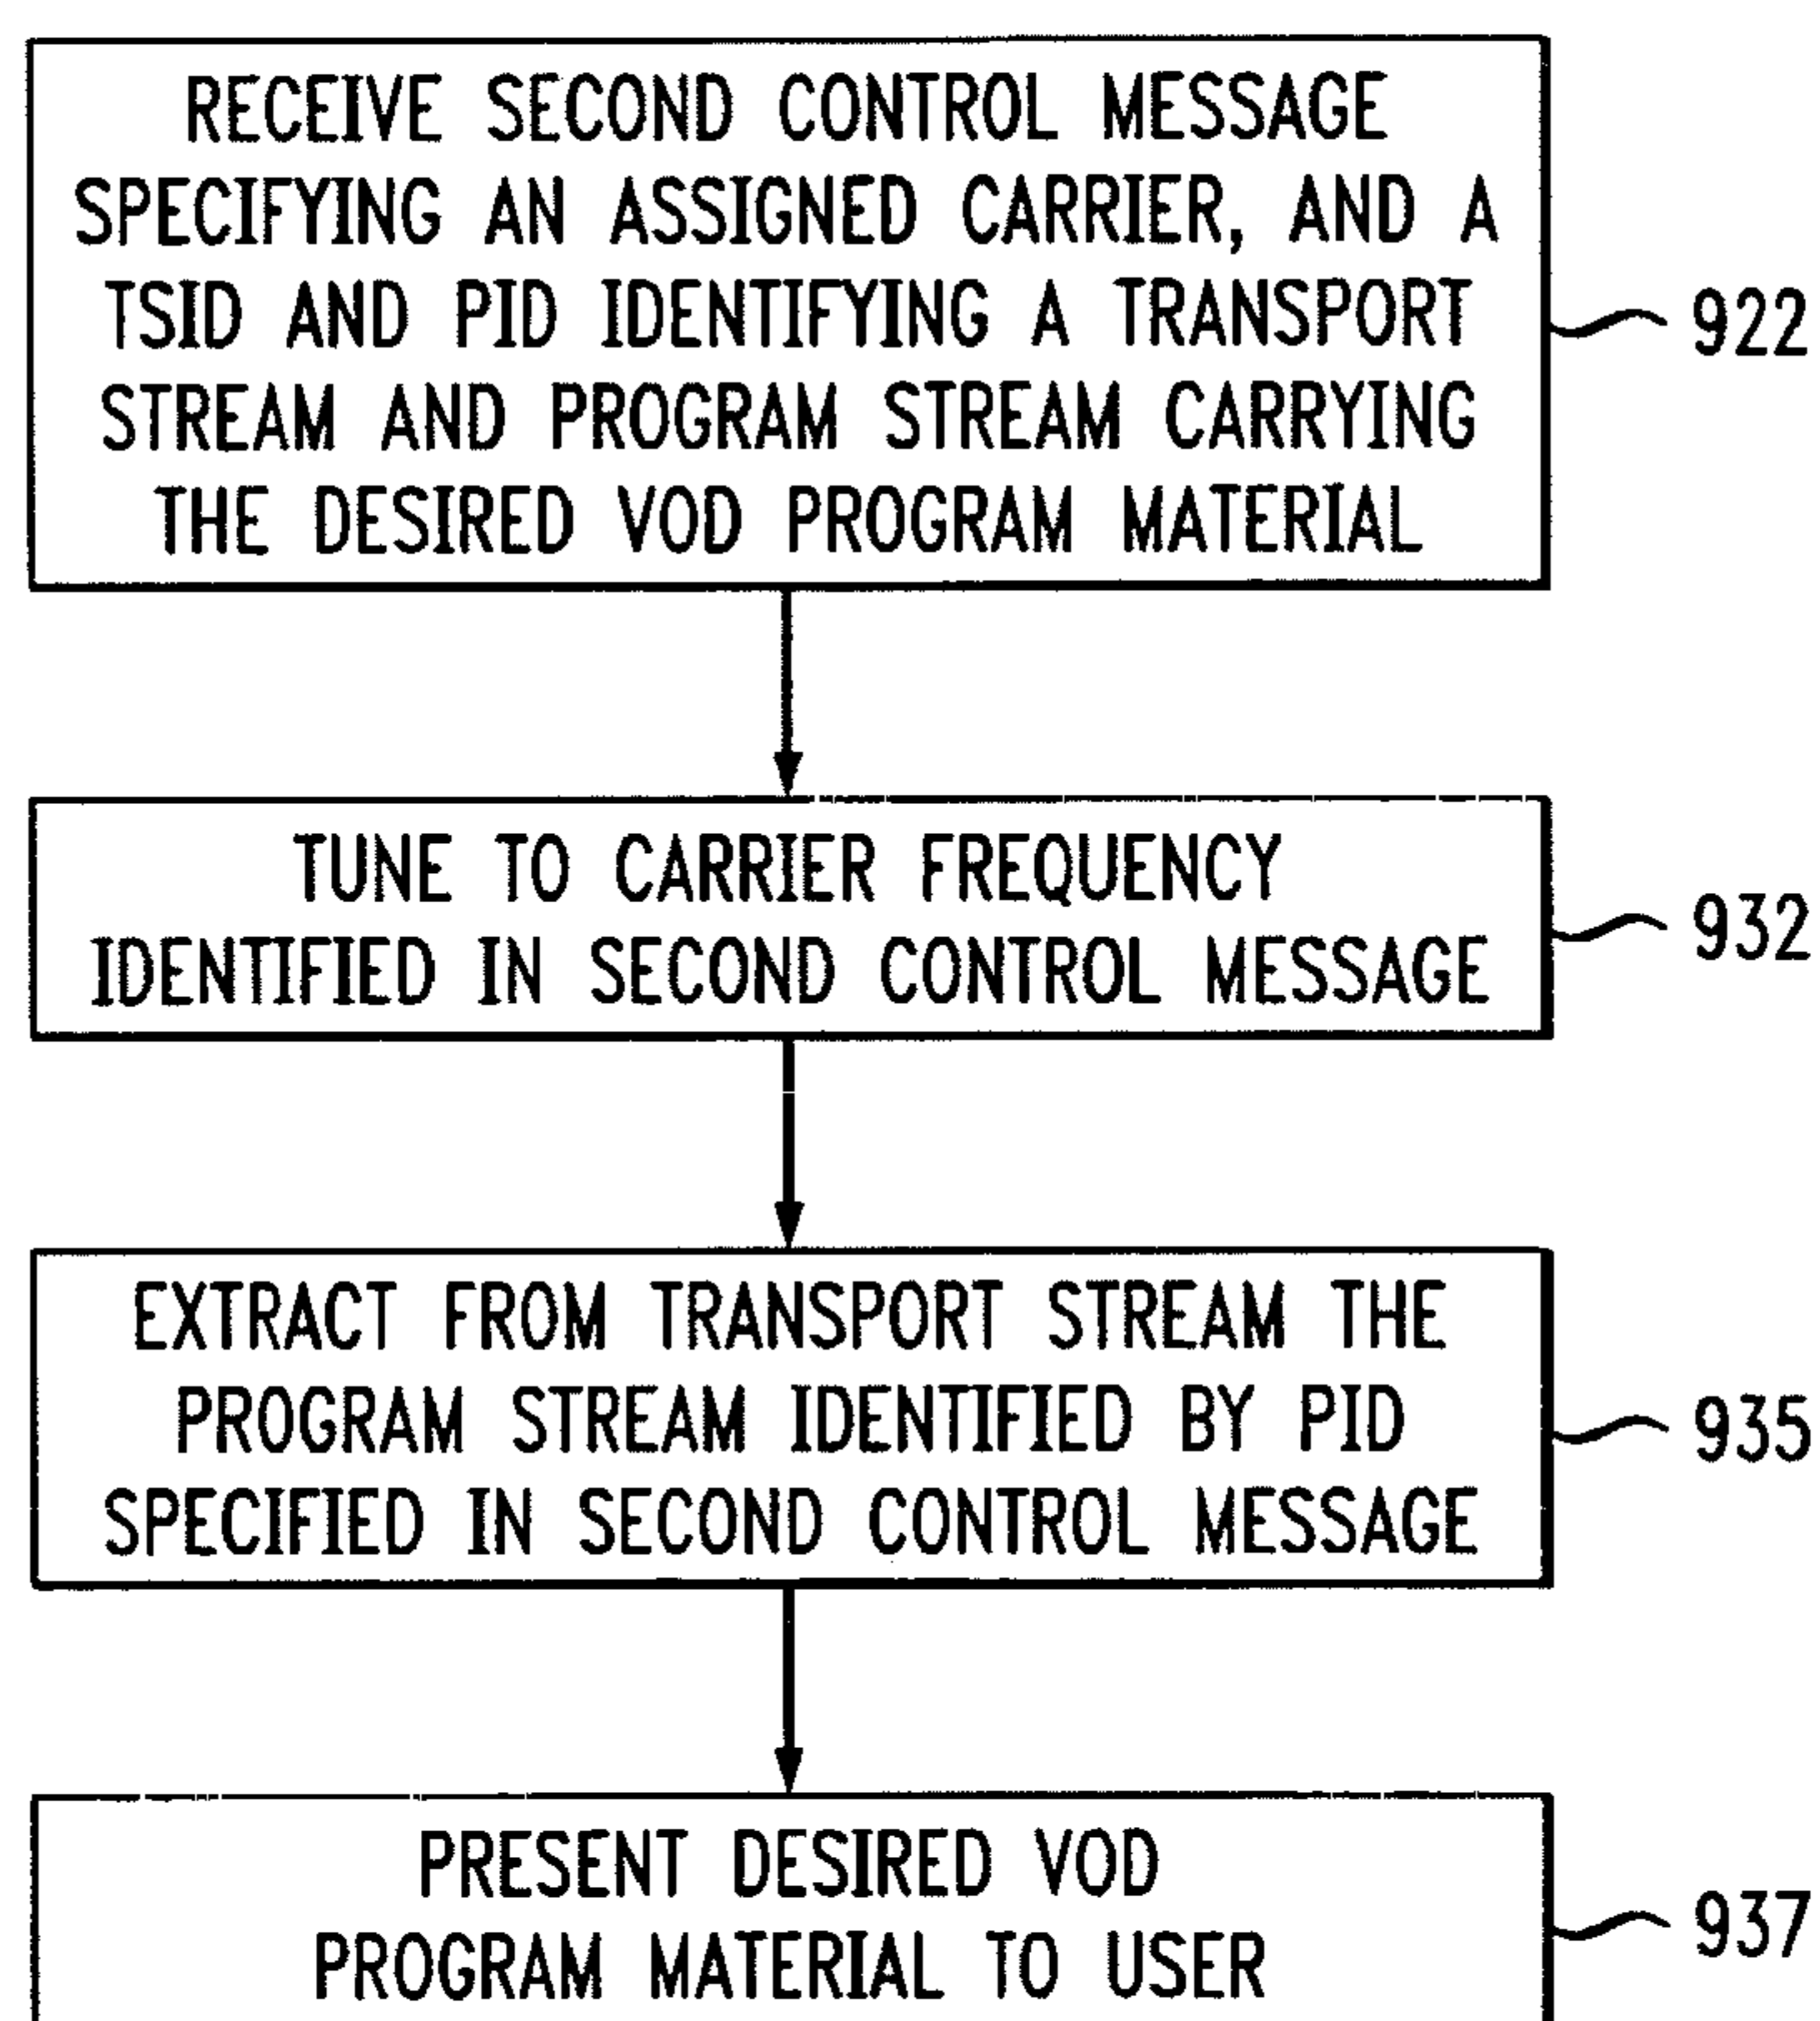 RECEIVE SECOND CONTROL MESSAGE
SPECIFYING AN ASSIGNED CARRIER, AND A
TSID AND PID IDENTIFYING A TRANSPORT
STREAM AND PROGRAM STREAM CARRYING
THE DESIRED VOD PROGRAM MATERIAL
922
TUNE TO CARRIER FREQUENCY
IDENTIFIED IN SECOND CONTROL MESSAGE
932
EXTRACT FROM TRANSPORT STREAM THE
PROGRAM STREAM IDENTIFIED BY PID
SPECIFIED IN SECOND CONTROL MESSAGE
935
PRESENT DESIRED VOD
PROGRAM MATERIAL TO USER
937